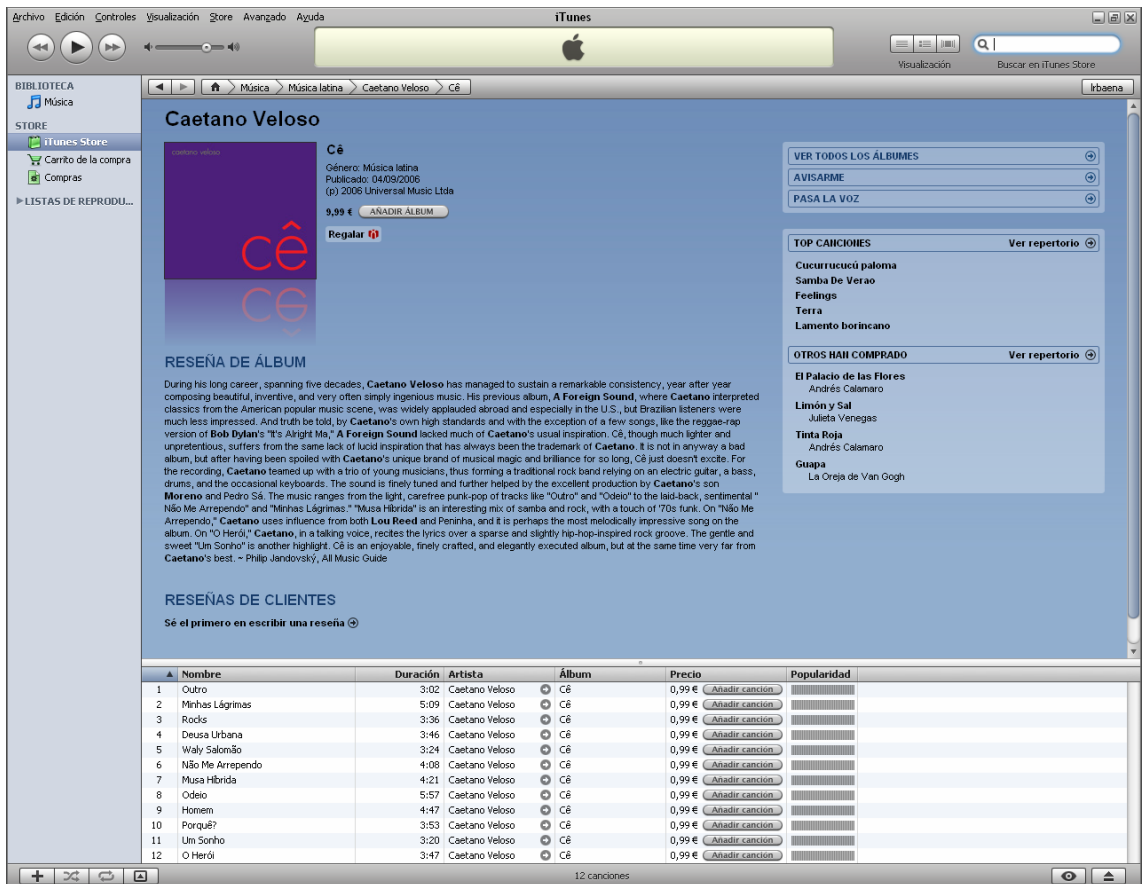 Archivo Edición Controles Visualización Store Avanzado Ayuda
iTunes
Visualización
Buscar en iTunes Store
BIBLIOTECA
Música
STORE
iTunes Store
Carrito de la compra
Compras
LISTAS DE REPRODU...
Música Música latina Caetano Veloso Cê
lrbaena
Caetano Veloso
caetano veloso
cê
Cê
Género: Música latina
Publicado: 04/09/2006
(p) 2006 Universal Music Ltda
9,99 € AÑADIR ÁLBUM
Regalar
VER TODOS LOS ÁLBUMES
AVISARME
PASA LA VOZ
TOP CANCIONES Ver repertorio
Cucurrucucú paloma
Samba De Verao
Feelings
Terra
Lamento borincano
OTROS HAN COMPRADO Ver repertorio
El Palacio de las Flores
Andrés Calamaro
Limón y Sal
Julieta Venegas
Tinta Roja
Andrés Calamaro
Guapa
La Oreja de Van Gogh
RESEÑA DE ÁLBUM
During his long career, spanning five decades, Caetano Veloso has managed to sustain a remarkable consistency, year after year
composing beautiful, inventive, and very often simply ingenious music. His previous album, A Foreign Sound, where Caetano interpreted
classics from the American popular music scene, was widely applauded abroad and especially in the U.S., but Brazilian listeners were
much less impressed. And truth be told, by Caetano's own high standards and with the exception of a few songs, like the reggae-rap
version of Bob Dylan's "It's Alright Ma," A Foreign Sound lacked much of Caetano's usual inspiration. Cê, though much lighter and
unpretentious, suffers from the same lack of lucid inspiration that has always been the trademark of Caetano. It is not in anyway a bad
album, but after having been spoiled with Caetano's unique brand of musical magic and brilliance for so long, Cê just doesn't excite. For
the recording, Caetano teamed up with a trio of young musicians, thus forming a traditional rock band relying on an electric guitar, a bass,
drums, and the occasional keyboards. The sound is finely tuned and further helped by the excellent production by Caetano's son
Moreno and Pedro Sá. The music ranges from the light, carefree punk-pop of tracks like "Outro" and "Odeio" to the laid-back, sentimental "
Não Me Arrependo" and "Minhas Lágrimas." "Musa Híbrida" is an interesting mix of samba and rock, with a touch of '70s funk. On "Não Me
Arrependo," Caetano uses influence from both Lou Reed and Peninha, and it is perhaps the most melodically impressive song on the
album. On "O Herói," Caetano, in a talking voice, recites the lyrics over a sparse and slightly hip-hop-inspired rock groove. The gentle and
sweet "Um Sonho" is another highlight. Cê is an enjoyable, finely crafted, and elegantly executed album, but at the same time very far from
Caetano's best. ~ Philip Jandovský, All Music Guide
RESEÑAS DE CLIENTES
Sé el primero en escribir una reseña
Nombre Duración Artista Álbum Precio Popularidad
1 Outro 3:02 Caetano Veloso Cê 0,99 € Añadir canción
2 Minhas Lágrimas 5:09 Caetano Veloso Cê 0,99 € Añadir canción
3 Rocks 3:36 Caetano Veloso Cê 0,99 € Añadir canción
4 Deusa Urbana 3:46 Caetano Veloso Cê 0,99 € Añadir canción
5 Waly Salomão 3:24 Caetano Veloso Cê 0,99 € Añadir canción
6 Não Me Arrependo 4:08 Caetano Veloso Cê 0,99 € Añadir canción
7 Musa Híbrida 4:21 Caetano Veloso Cê 0,99 € Añadir canción
8 Odeio 5:57 Caetano Veloso Cê 0,99 € Añadir canción
9 Homem 4:47 Caetano Veloso Cê 0,99 € Añadir canción
10 Porquê? 3:53 Caetano Veloso Cê 0,99 € Añadir canción
11 Um Sonho 3:20 Caetano Veloso Cê 0,99 € Añadir canción
12 O Herói 3:47 Caetano Veloso Cê 0,99 € Añadir canción
12 canciones